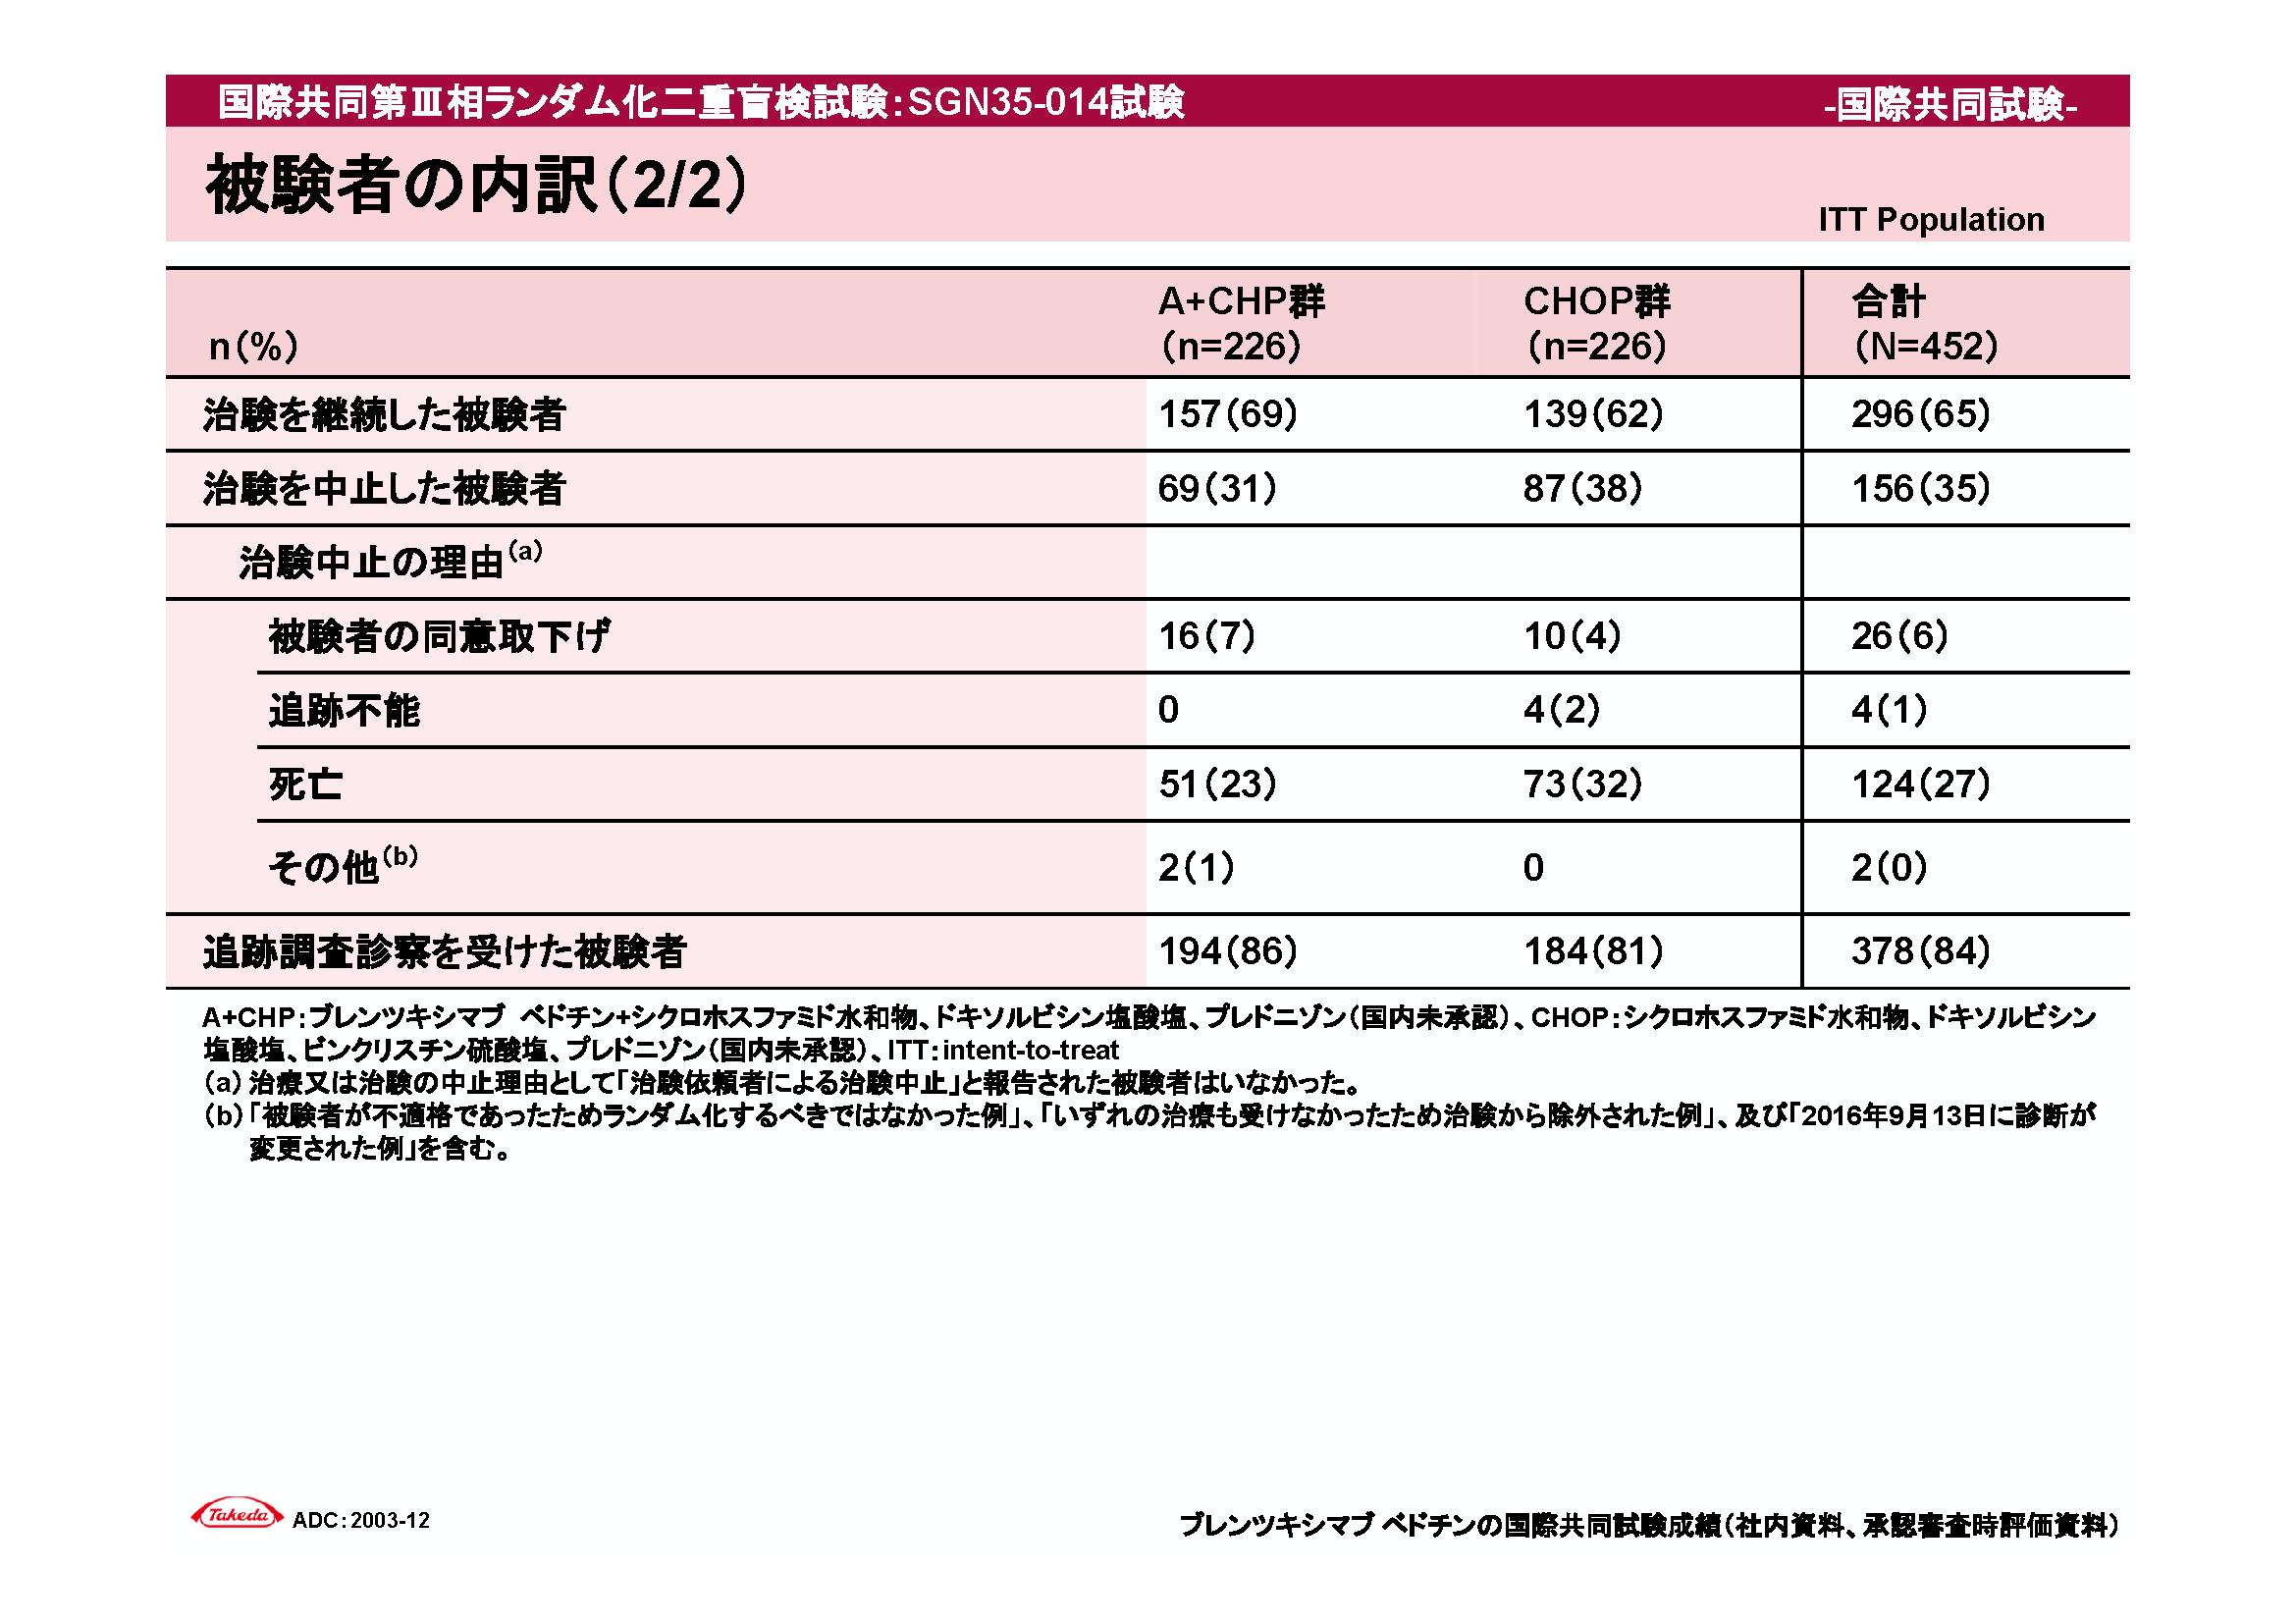 国際共同第Ⅲ相ランダム化二重盲検試験：SGN35-014試験 -国際共同試験-
被験者の内訳（2/2）
ITT Population
A+CHP群 CHOP群 合計
n（%） （n=226） （n=226） （N=452）
治験を継続した被験者 157（69） 139（62） 296（65）
治験を中止した被験者 69（31） 87（38） 156（35）
治験中止の理由（a）
被験者の同意取下げ 16（7） 10（4） 26（6）
追跡不能 0 4（2） 4（1）
死亡 51（23） 73（32） 124（27）
その他（b） 2（1） 0 2（0）
追跡調査診察を受けた被験者 194（86） 184（81） 378（84）
A+CHP：ブレンツキシマブ ベドチン+シクロホスファミド水和物、ドキソルビシン塩酸塩、プレドニゾン（国内未承認）、CHOP：シクロホスファミド水和物、ドキソルビシン
塩酸塩、ビンクリスチン硫酸塩、プレドニゾン（国内未承認）、ITT：intent-to-treat
（a）治療又は治験の中止理由として「治験依頼者による治験中止」と報告された被験者はいなかった。
（b）「被験者が不適格であったためランダム化するべきではなかった例」、「いずれの治療も受けなかったため治験から除外された例」、及び「2016年9月13日に診断が
変更された例」を含む。
Takeda ADC：2003-12
ブレンツキシマブ ベドチンの国際共同試験成績（社内資料、承認審査時評価資料）